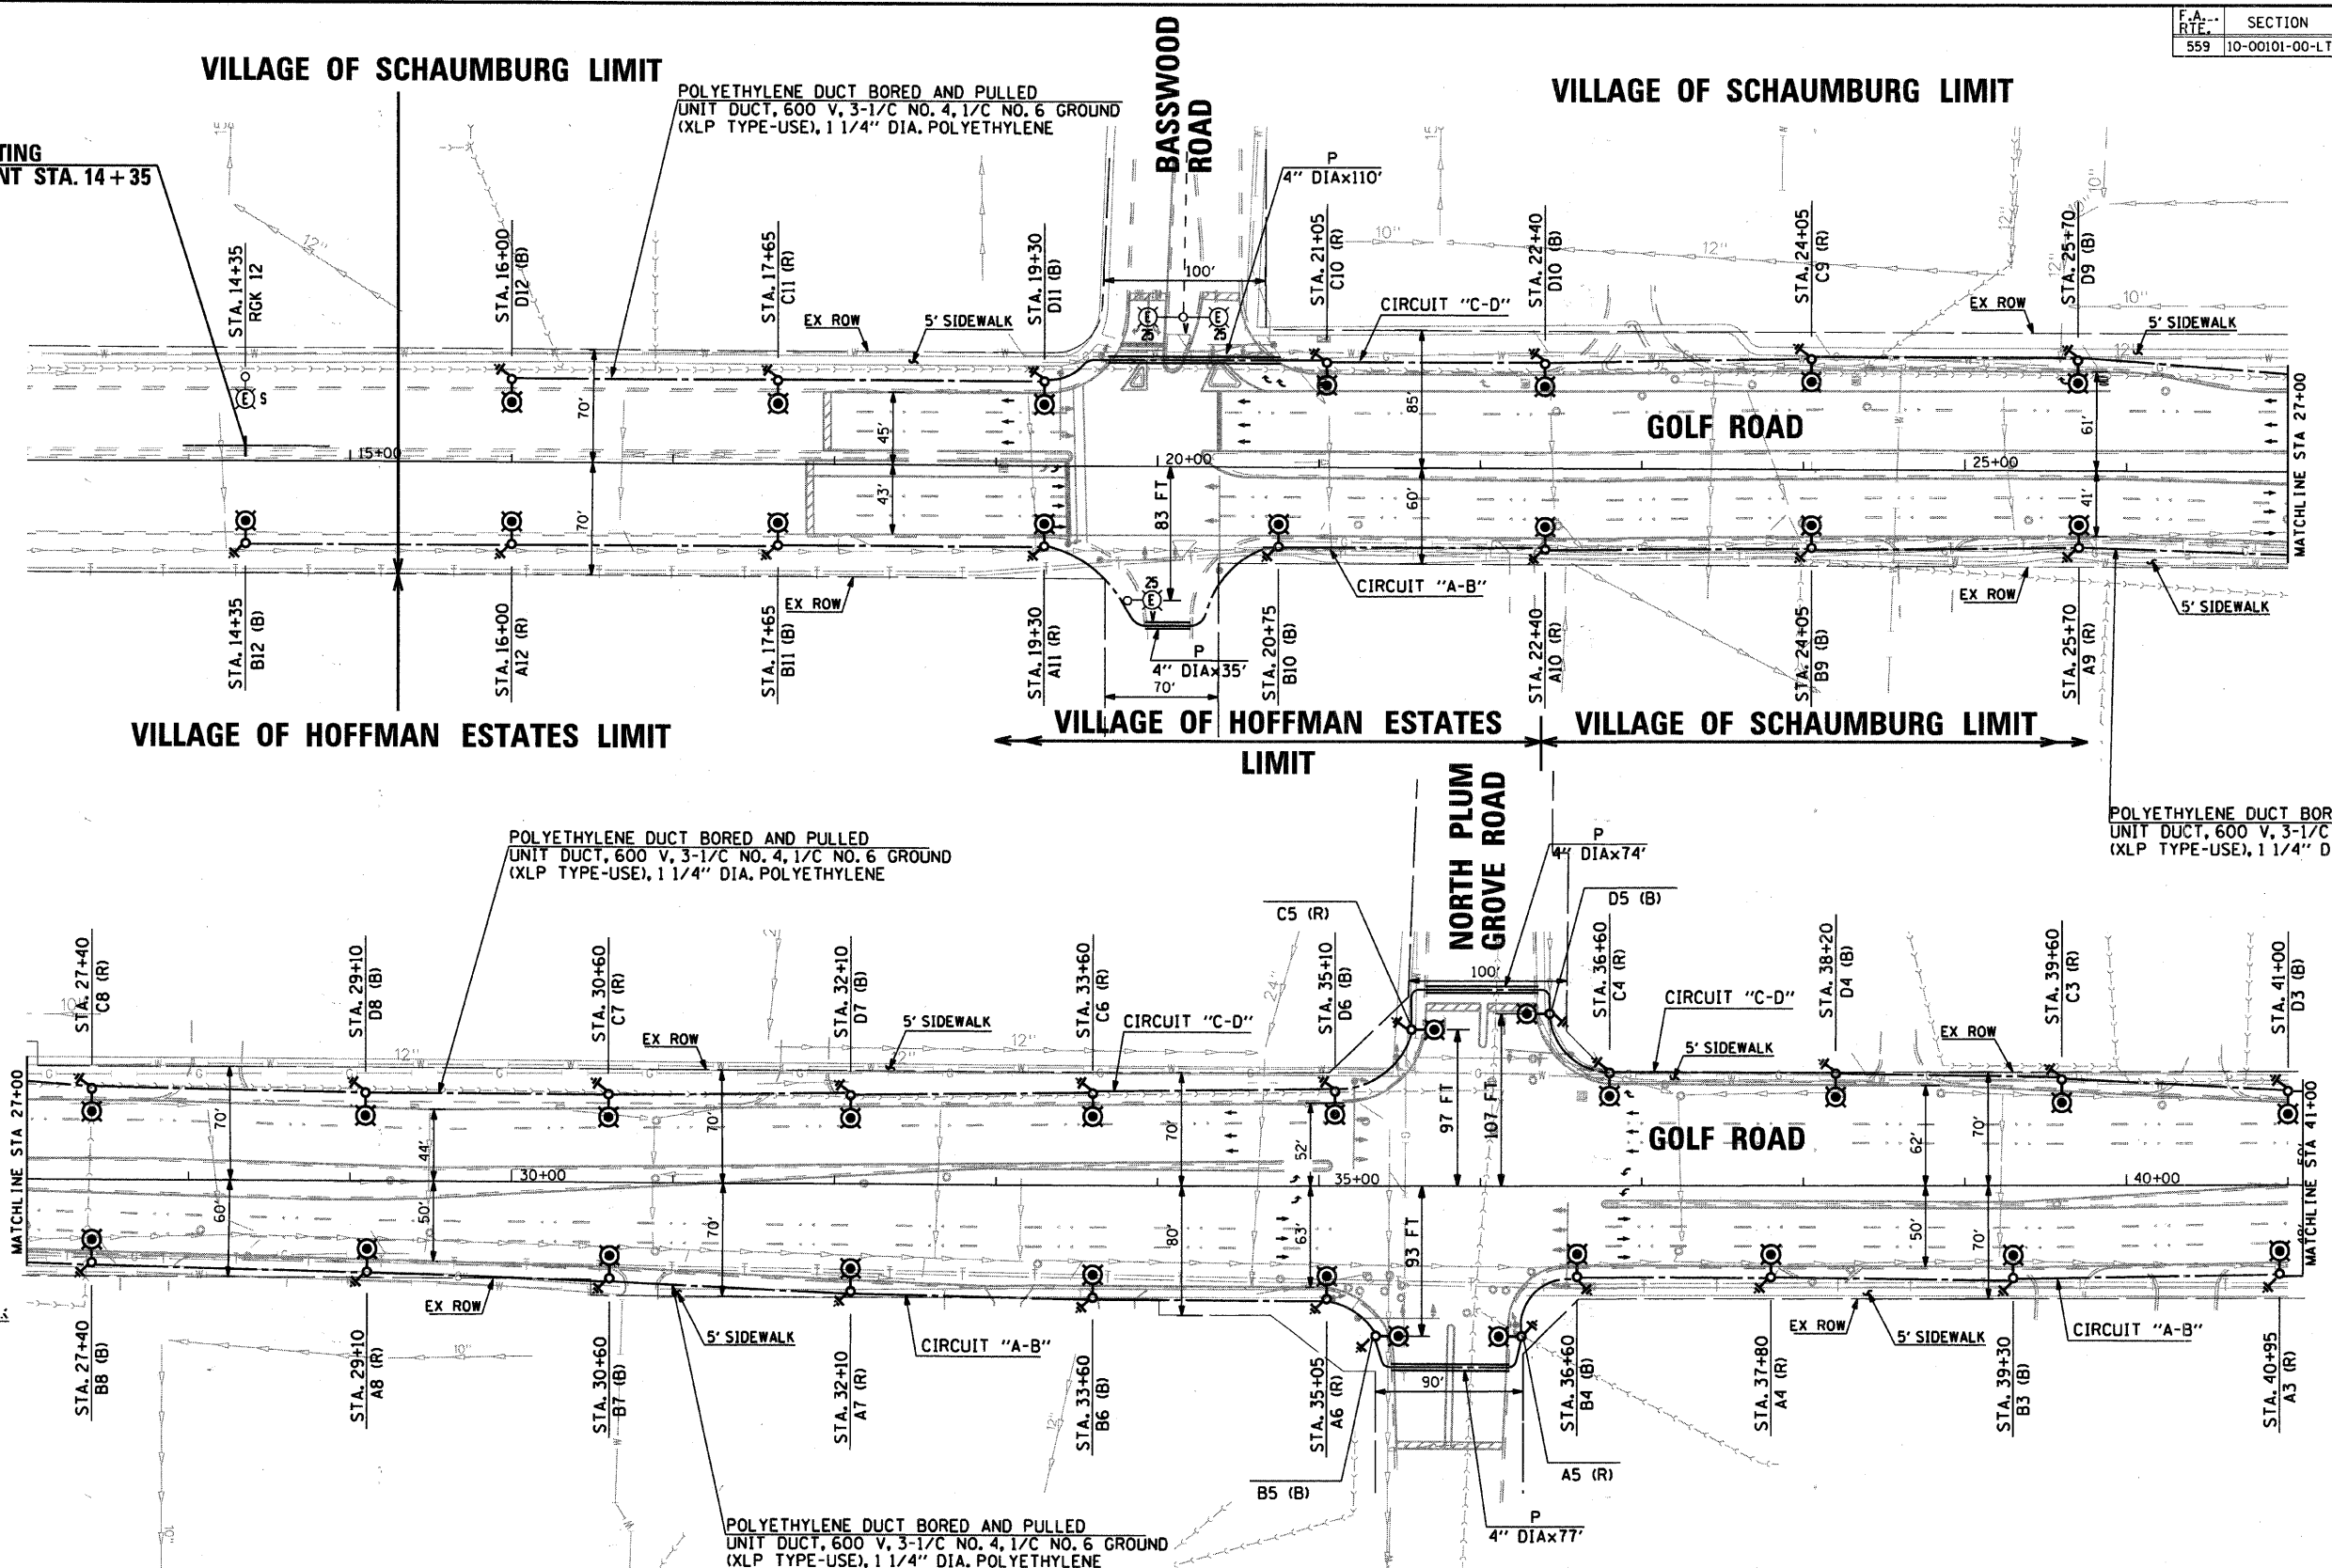 F.A.
RTE.
SECTION
559
10-00101-00-LT
VILLAGE OF SCHAUMBURG LIMIT
VILLAGE OF SCHAUMBURG LIMIT
POLYETHYLENE DUCT BORED AND PULLED
UNIT DUCT, 600 V, 3-1/C NO. 4, 1/C NO. 6 GROUND
(XLP TYPE-USE), 1 1/4" DIA. POLYETHYLENE
BASSWOOD
ROAD
STA. 14+35
P
4" DIAx110'
STA. 14+35
RGK 12
STA. 16+00
D12 (B)
STA. 17+65
C11 (R)
STA. 19+30
D11 (B)
STA. 21+05
C10 (R)
STA. 22+40
D10 (B)
STA. 24+05
C9 (R)
STA. 25+70
D9 (B)
12"
10"
12"
12"
10"
12"
10"
12"
100'
EX ROW
5' SIDEWALK
CIRCUIT "C-D"
EX ROW
5' SIDEWALK
E
S
E
25
E
25
70'
45'
85'
61'
GOLF ROAD
15+00
20+00
25+00
MATCHLINE STA 27+00
70'
43'
83 FT
60'
41'
25
E
EX ROW
CIRCUIT "A-B"
EX ROW
5' SIDEWALK
P
4" DIAx35'
70'
STA. 14+35
B12 (B)
STA. 16+00
A12 (R)
STA. 17+65
B11 (B)
STA. 19+30
A11 (R)
STA. 20+75
B10 (B)
STA. 22+40
A10 (R)
STA. 24+05
B9 (B)
STA. 25+70
A9 (R)
VILLAGE OF HOFFMAN ESTATES LIMIT
VILLAGE OF HOFFMAN ESTATES
LIMIT
VILLAGE OF SCHAUMBURG LIMIT
POLYETHYLENE DUCT BOR
UNIT DUCT, 600 V, 3-1/C
(XLP TYPE-USE), 1 1/4" D
POLYETHYLENE DUCT BORED AND PULLED
UNIT DUCT, 600 V, 3-1/C NO. 4, 1/C NO. 6 GROUND
(XLP TYPE-USE), 1 1/4" DIA. POLYETHYLENE
NORTH PLUM
GROVE ROAD
P
4" DIAx74'
C5 (R)
D5 (B)
STA. 27+40
C8 (R)
STA. 29+10
D8 (B)
STA. 30+60
C7 (R)
STA. 32+10
D7 (B)
STA. 33+60
C6 (R)
STA. 35+10
D6 (B)
STA. 36+60
C4 (R)
STA. 38+20
D4 (B)
STA. 39+60
C3 (R)
STA. 41+00
D3 (B)
10"
12"
12"
12"
24"
100'
EX ROW
5' SIDEWALK
CIRCUIT "C-D"
CIRCUIT "C-D"
5' SIDEWALK
EX ROW
MATCHLINE STA 27+00
70'
44'
70'
70'
52'
97 FT
107 FT
GOLF ROAD
62'
70'
30+00
35+00
40+00
MATCHLINE STA 41+00
60'
50'
70'
80'
63'
93 FT
50'
70'
EX ROW
5' SIDEWALK
CIRCUIT "A-B"
EX ROW
5' SIDEWALK
CIRCUIT "A-B"
90'
10"
12"
10"
STA. 27+40
B8 (B)
STA. 29+10
A8 (R)
STA. 30+60
B7 (B)
STA. 32+10
A7 (R)
STA. 33+60
B6 (B)
STA. 35+05
A6 (R)
B5 (B)
A5 (R)
STA. 36+60
B4 (B)
STA. 37+80
A4 (R)
STA. 39+30
B3 (B)
STA. 40+95
A3 (R)
P
4" DIAx77'
POLYETHYLENE DUCT BORED AND PULLED
UNIT DUCT, 600 V, 3-1/C NO. 4, 1/C NO. 6 GROUND
(XLP TYPE-USE), 1 1/4" DIA. POLYETHYLENE